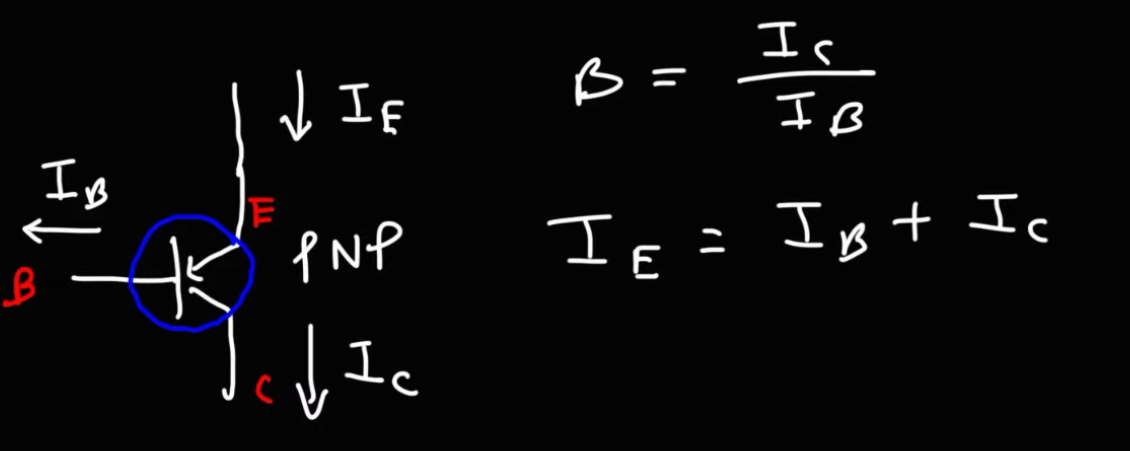 I_E
I_B
E
PNP
B
C
I_C
β = I_C / I_B
I_E = I_B + I_C